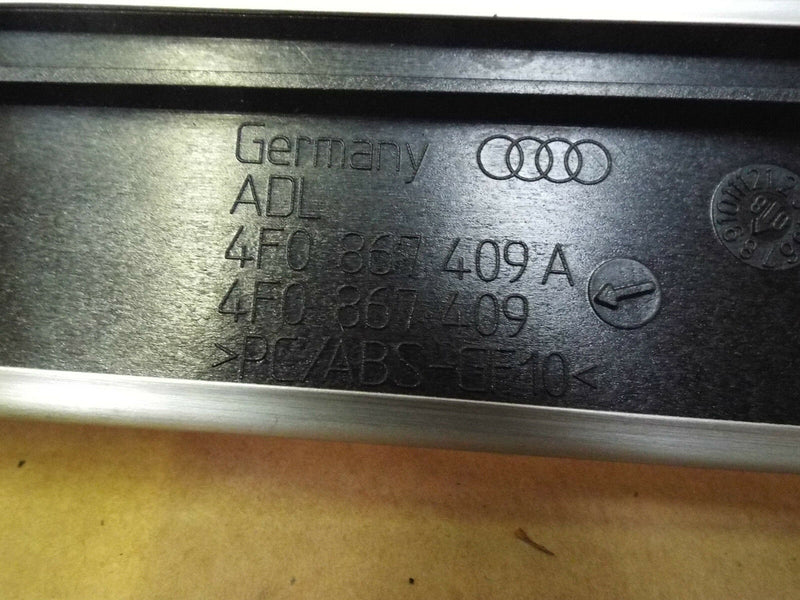 Germany
ADL
4F0 867 409 A
4F0 867 409
>PC/ABS-GF10<